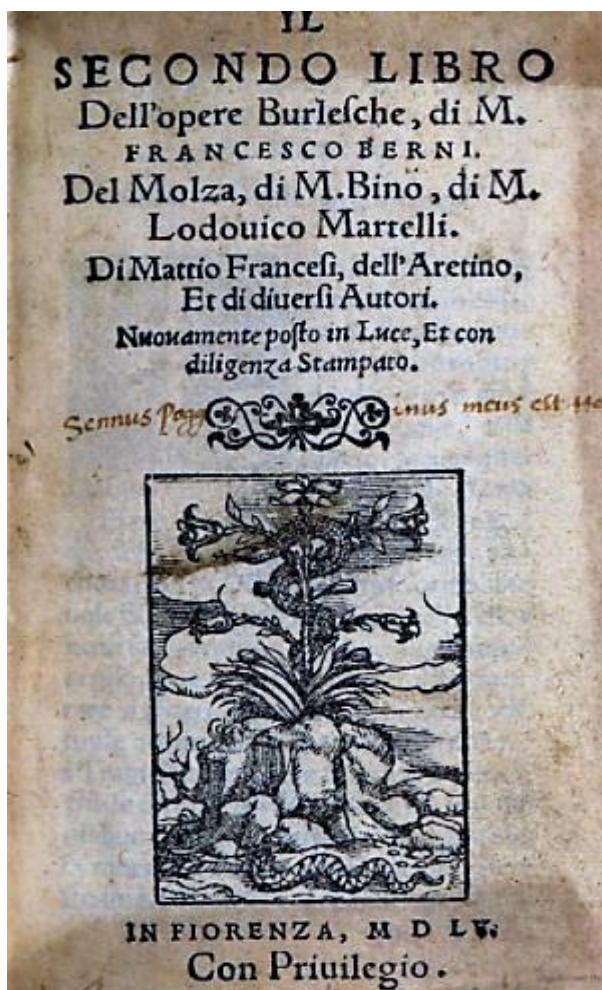 IL
SECONDO LIBRO
Dell'opere Burleſche, di M.
FRANCESCO BERNI.
Del Molza, di M. Bino, di M.
Lodouico Martelli.
Di Mattio Franceſi, dell'Aretino,
Et di diuerſi Autori.
Nuouamente poſto in Luce, Et con
diligenza Stampato.
Sennus Pogg inus meus est
IN FIORENZA, M D LV.
Con Priuilegio.